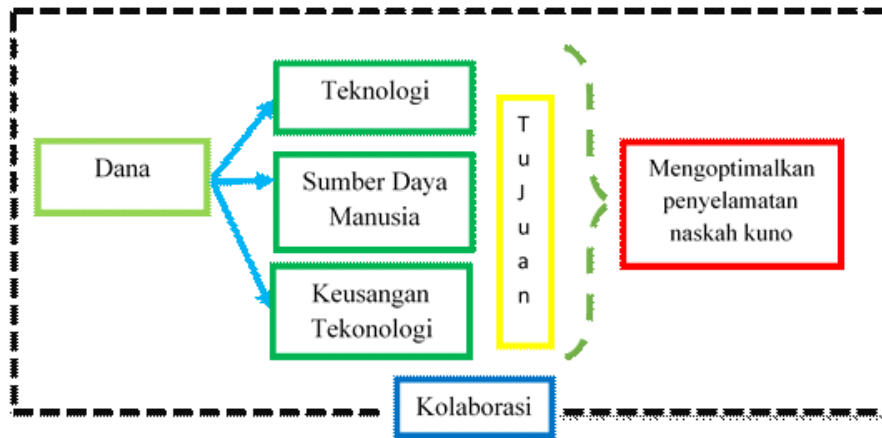 Dana
Teknologi
Sumber Daya
Manusia
Keusangan
Tekonologi
T
u
J
u
a
n
Mengoptimalkan
penyelamatan
naskah kuno
Kolaborasi